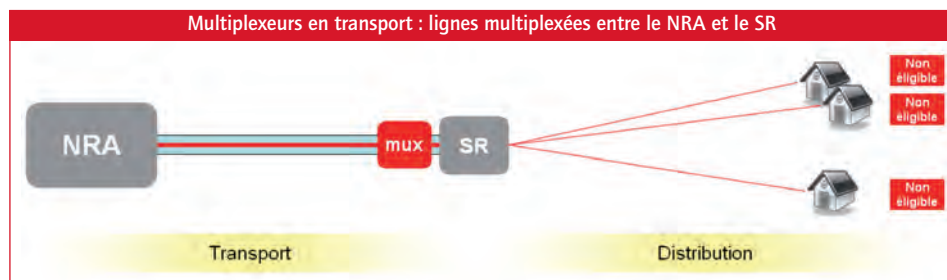 Multiplexeurs en transport : lignes multiplexées entre le NRA et le SR
Non
éligible
Non
éligible
NRA
mux
SR
Non
éligible
Transport
Distribution